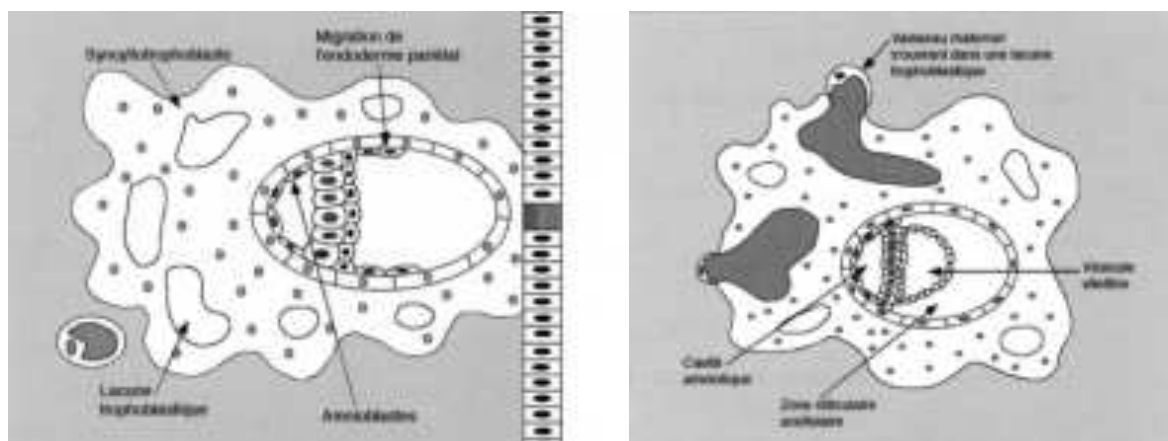 Syncytiotrophoblaste
Migration de
l'endoderme pariétal
Lacune
trophoblastique
Amnioblastes
Vaisseau maternel
s'ouvrant dans une lacune
trophoblastique
Vésicule
vitelline
Cavité
amniotique
Zone réticulaire